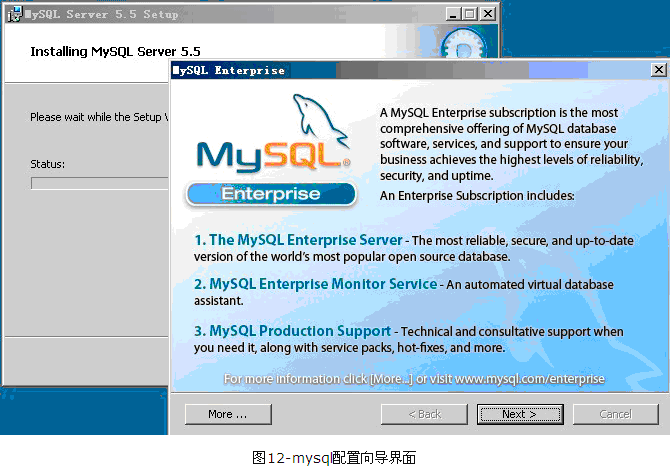 MySQL Server 5.5 Setup
Installing MySQL Server 5.5
Please wait while the Setup
Status:
MySQL Enterprise
MySQL®
Enterprise
A MySQL Enterprise subscription is the most
comprehensive offering of MySQL database
software, services, and support to ensure your
business achieves the highest levels of reliability,
security, and uptime.
An Enterprise Subscription includes:
1. The MySQL Enterprise Server - The most reliable, secure, and up-to-date
version of the world's most popular open source database.
2. MySQL Enterprise Monitor Service - An automated virtual database
assistant.
3. MySQL Production Support - Technical and consultative support when
you need it, along with service packs, hot-fixes, and more.
For more information click [More...] or visit www.mysql.com/enterprise
More ...
< Back
Next >
Cancel
图12-mysql配置向导界面